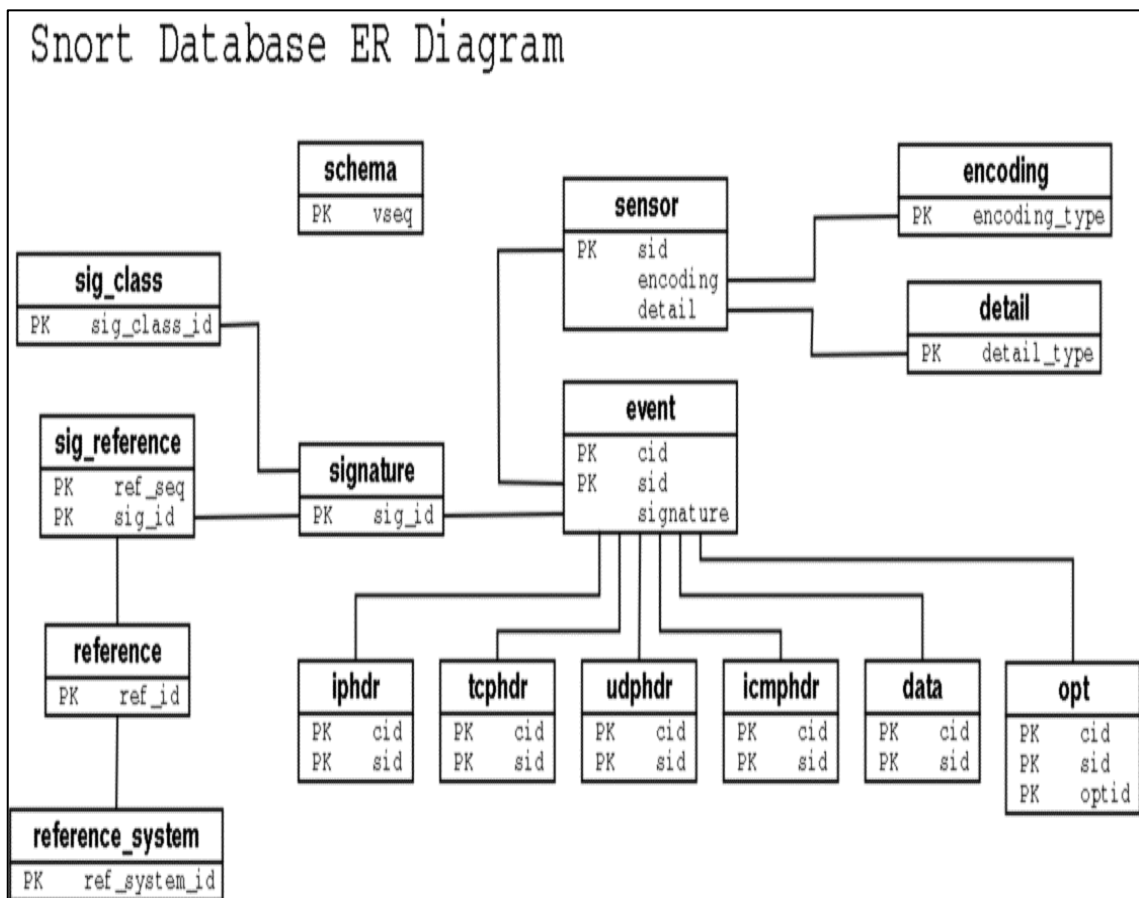 Snort Database ER Diagram
schema
PK vseq
sensor
PK sid
encoding
detail
encoding
PK encoding_type
detail
PK detail_type
sig_class
PK sig_class_id
sig_reference
PK ref_seq
PK sig_id
signature
PK sig_id
event
PK cid
PK sid
signature
reference
PK ref_id
reference_system
PK ref_system_id
iphdr
PK cid
PK sid
tcphdr
PK cid
PK sid
udphdr
PK cid
PK sid
icmphdr
PK cid
PK sid
data
PK cid
PK sid
opt
PK cid
PK sid
PK optid